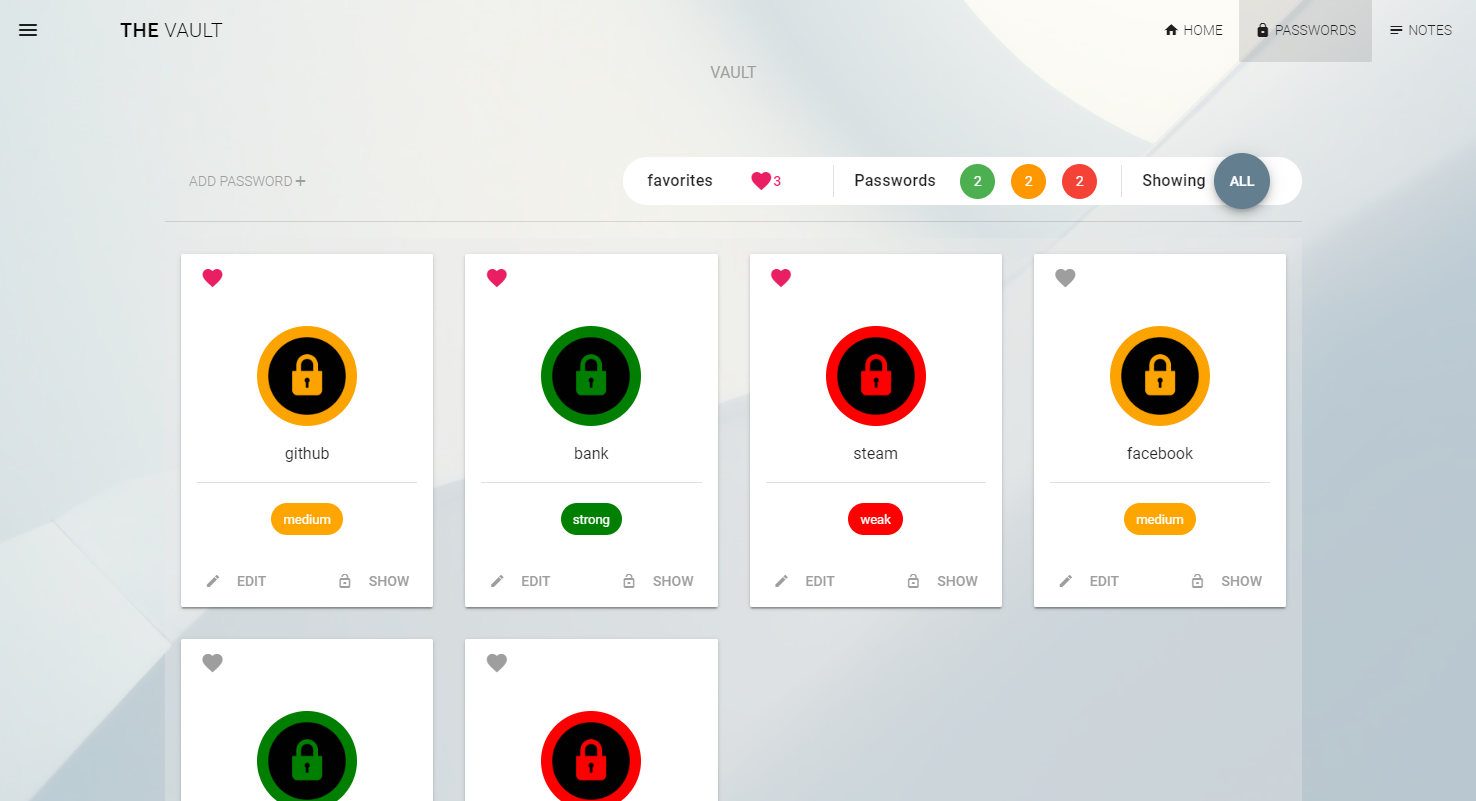 THE VAULT
HOME
PASSWORDS
NOTES
VAULT
ADD PASSWORD+
favorites 3
Passwords 2 2 2
Showing ALL
github
bank
steam
facebook
medium
strong
weak
medium
EDIT SHOW
EDIT SHOW
EDIT SHOW
EDIT SHOW